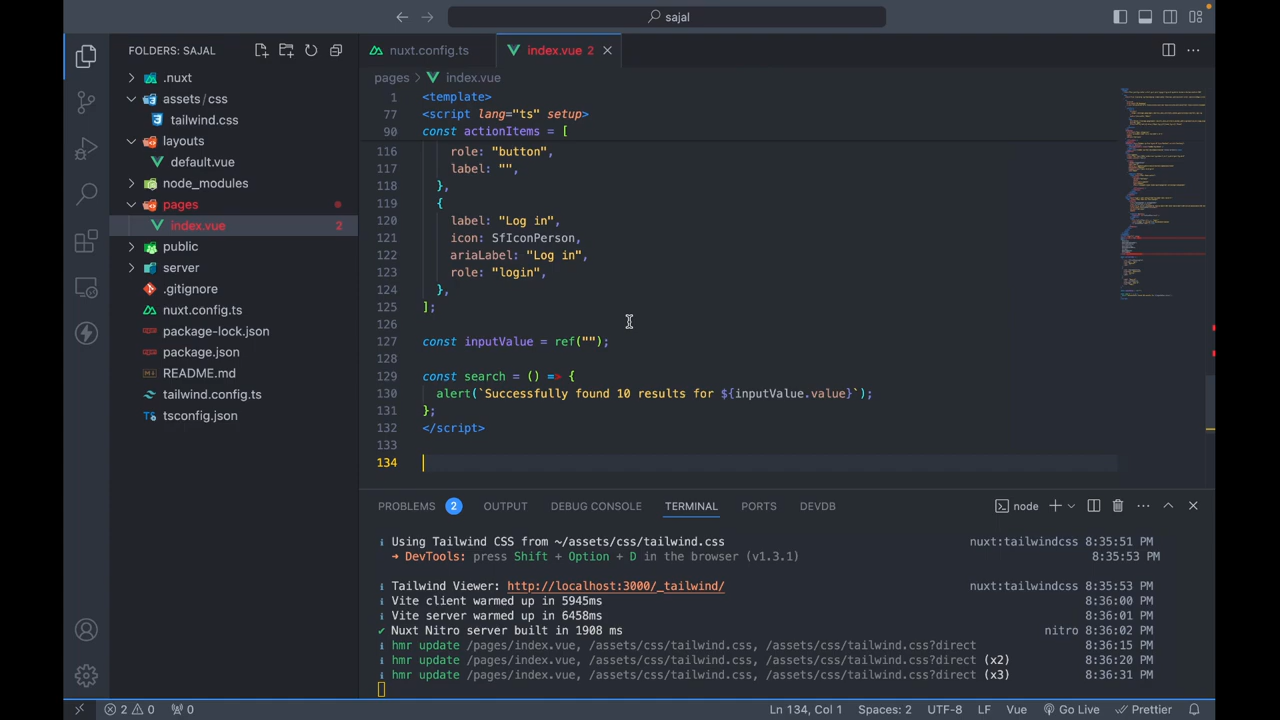 sajal
FOLDERS: SAJAL
.nuxt
assets / css
tailwind.css
layouts
default.vue
node_modules
pages
index.vue 2
public
server
.gitignore
nuxt.config.ts
package-lock.json
package.json
README.md
tailwind.config.ts
tsconfig.json
nuxt.config.ts
index.vue 2
pages > index.vue
1 <template>
77 <script lang="ts" setup>
90 const actionItems = [
116 role: "button",
117 label: "",
118 },
119 {
120 label: "Log in",
121 icon: SfIconPerson,
122 ariaLabel: "Log in",
123 role: "login",
124 },
125 ];
126
127 const inputValue = ref("");
128
129 const search = () => {
130 alert(`Successfully found 10 results for ${inputValue.value}`);
131 };
132 </script>
133
134
PROBLEMS 2 OUTPUT DEBUG CONSOLE TERMINAL PORTS DEVDB node
i Using Tailwind CSS from ~/assets/css/tailwind.css nuxt:tailwindcss 8:35:51 PM
➜ DevTools: press Shift + Option + D in the browser (v1.3.1) 8:35:53 PM
i Tailwind Viewer: http://localhost:3000/_tailwind/ nuxt:tailwindcss 8:35:53 PM
i Vite client warmed up in 5945ms 8:36:00 PM
i Vite server warmed up in 6458ms 8:36:01 PM
✔ Nuxt Nitro server built in 1908 ms nitro 8:36:02 PM
i hmr update /pages/index.vue, /assets/css/tailwind.css, /assets/css/tailwind.css?direct 8:36:15 PM
i hmr update /pages/index.vue, /assets/css/tailwind.css, /assets/css/tailwind.css?direct (x2) 8:36:20 PM
i hmr update /pages/index.vue, /assets/css/tailwind.css, /assets/css/tailwind.css?direct (x3) 8:36:31 PM
2 0 0 Ln 134, Col 1 Spaces: 2 UTF-8 LF Vue Go Live Prettier